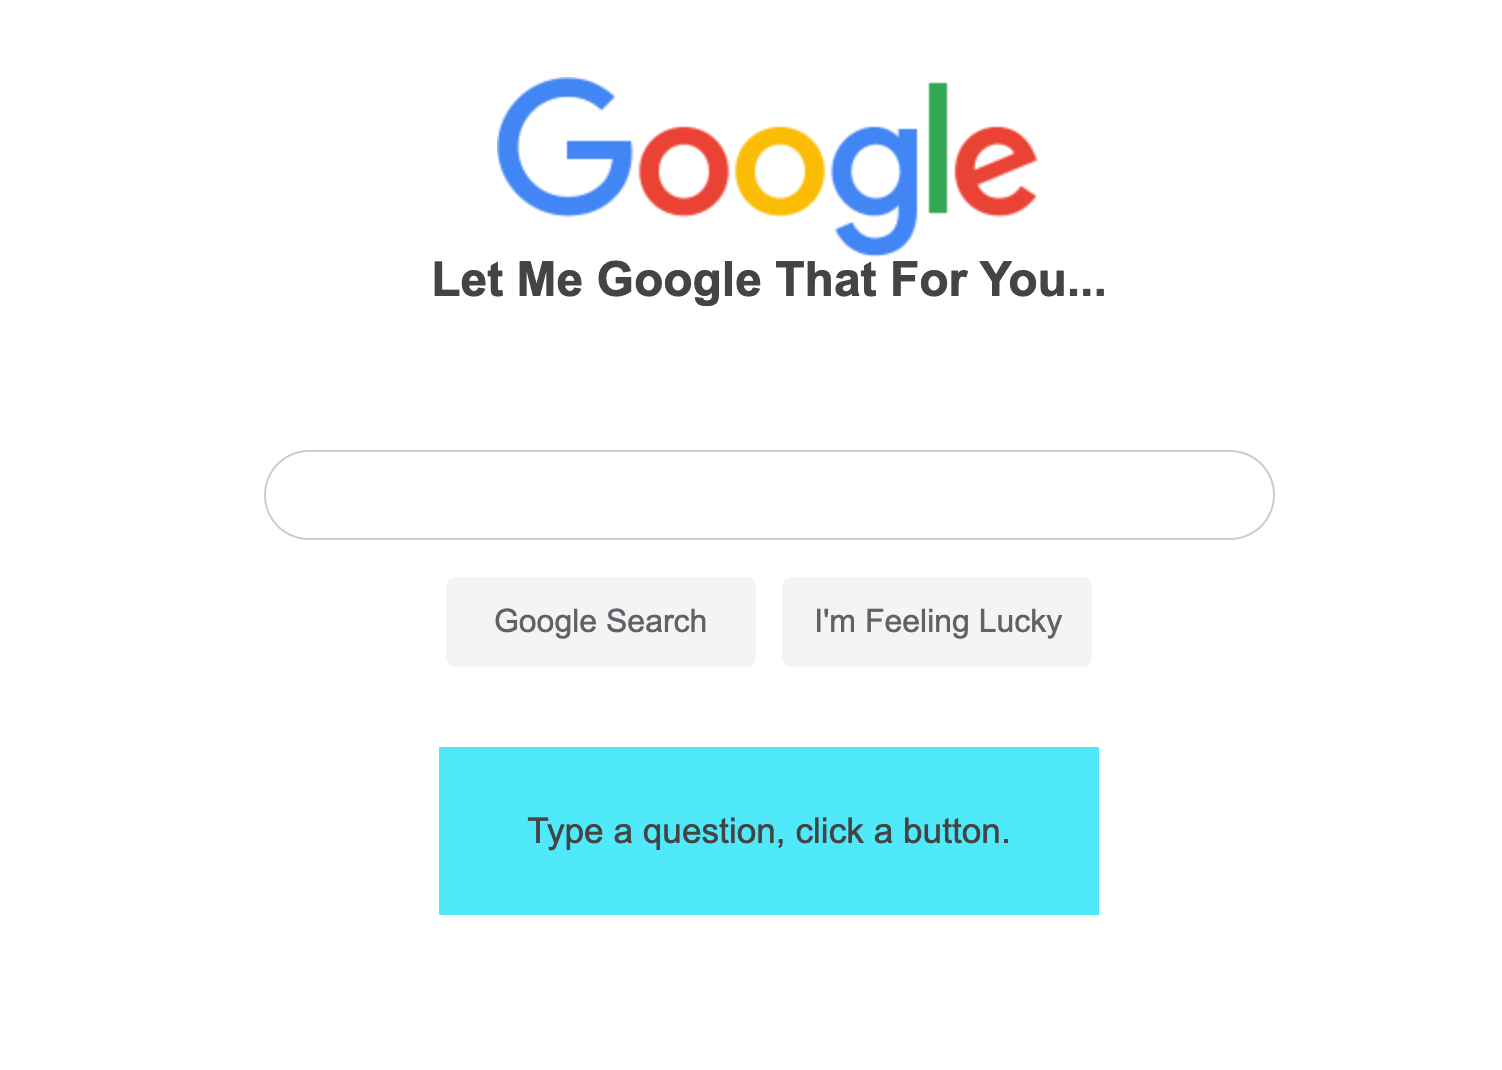 Google
Let Me Google That For You...
Google Search
I'm Feeling Lucky
Type a question, click a button.